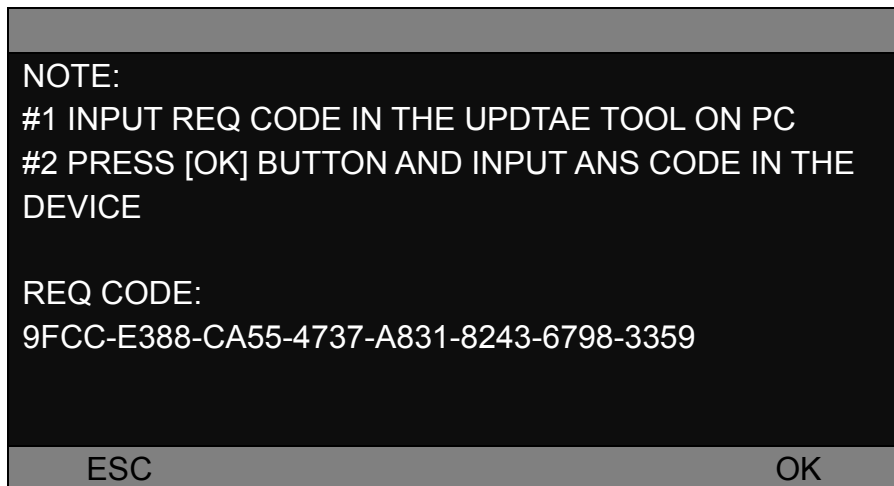 NOTE:
#1 INPUT REQ CODE IN THE UPDTAE TOOL ON PC
#2 PRESS [OK] BUTTON AND INPUT ANS CODE IN THE
DEVICE
REQ CODE:
9FCC-E388-CA55-4737-A831-8243-6798-3359
ESC OK